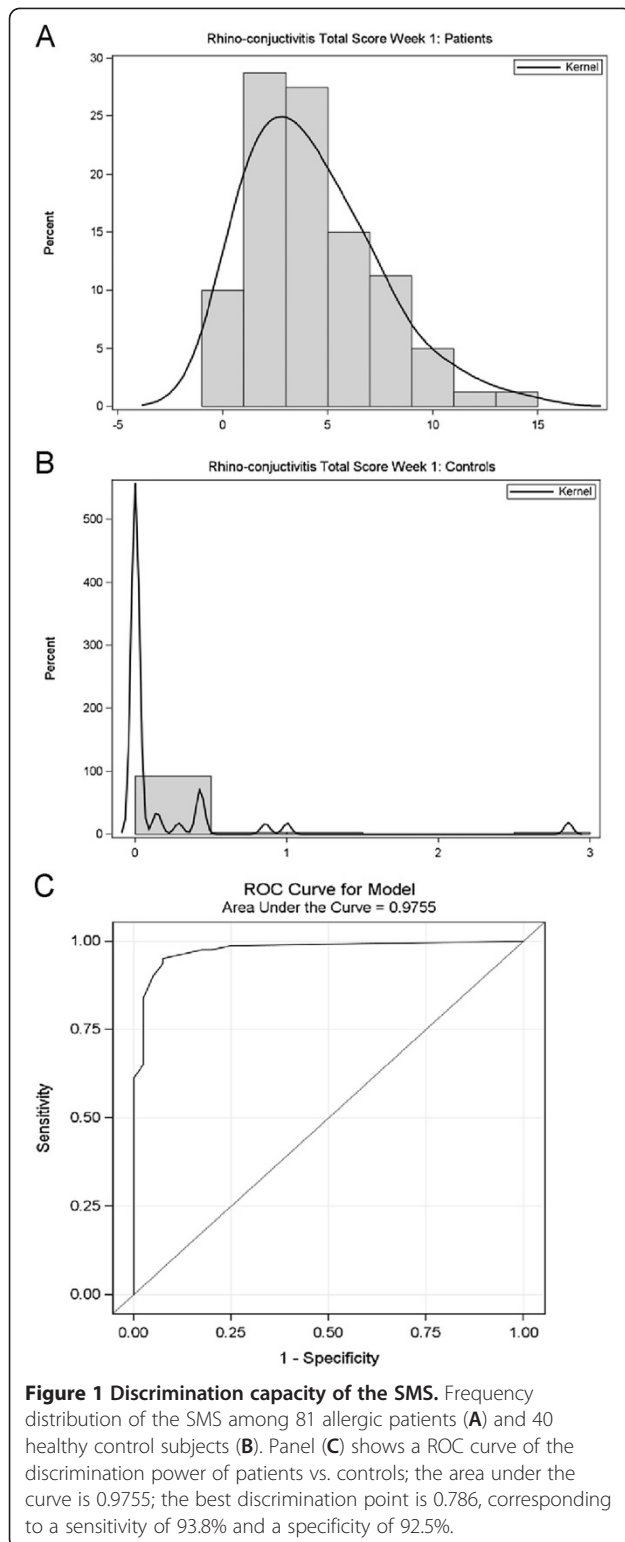 A
Rhino-conjuctivitis Total Score Week 1: Patients
Kernel
30
25
20
15
10
5
0
Percent
-5 0 5 10 15
B
Rhino-conjuctivitis Total Score Week 1: Controls
Kernel
500
400
300
200
100
0
Percent
0 1 2 3
C
ROC Curve for Model
Area Under the Curve = 0.9755
1.00
0.75
0.50
0.25
0.00
Sensitivity
0.00 0.25 0.50 0.75 1.00
1 - Specificity
Figure 1 Discrimination capacity of the SMS. Frequency
distribution of the SMS among 81 allergic patients (A) and 40
healthy control subjects (B). Panel (C) shows a ROC curve of the
discrimination power of patients vs. controls; the area under the
curve is 0.9755; the best discrimination point is 0.786, corresponding
to a sensitivity of 93.8% and a specificity of 92.5%.